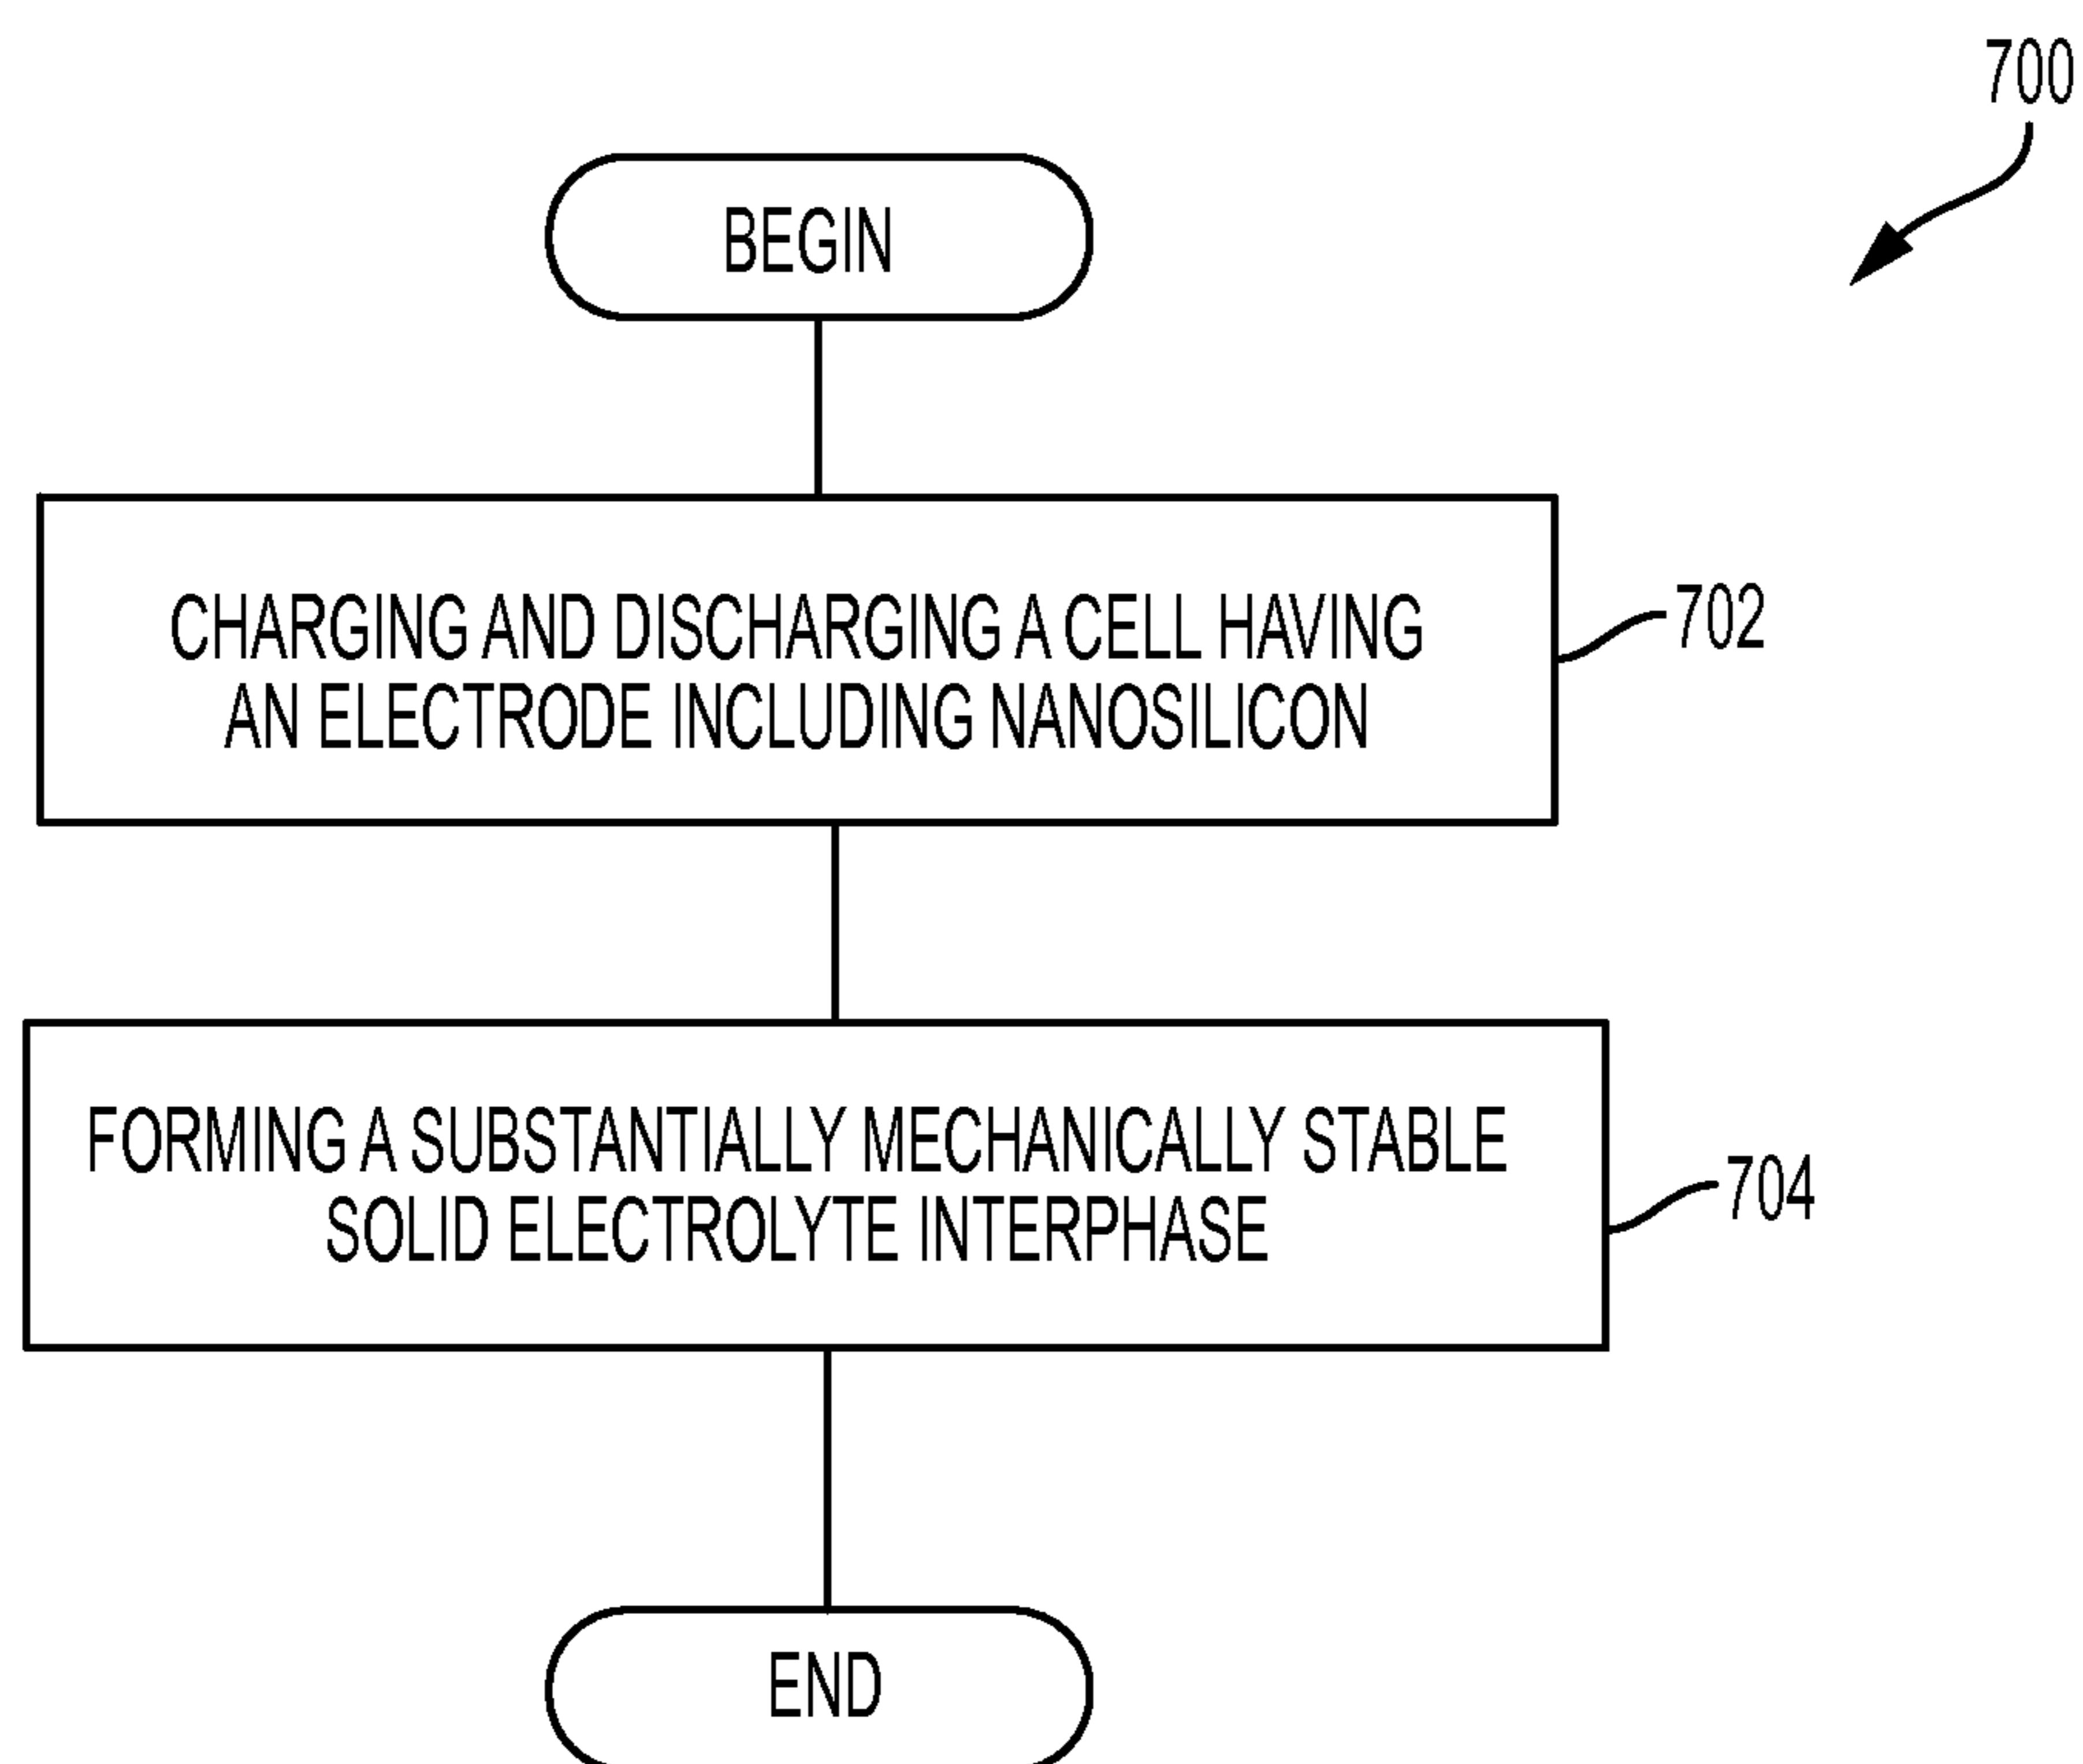 700
BEGIN
CHARGING AND DISCHARGING A CELL HAVING
AN ELECTRODE INCLUDING NANOSILICON
702
FORMING A SUBSTANTIALLY MECHANICALLY STABLE
SOLID ELECTROLYTE INTERPHASE
704
END